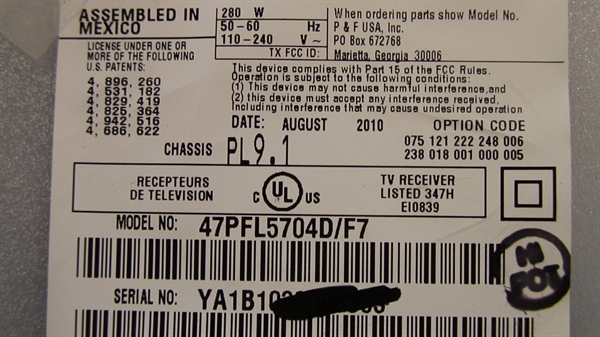 ASSEMBLED IN
MEXICO
LICENSE UNDER ONE OR
MORE OF THE FOLLOWING
U.S. PATENTS:
4, 896, 260
4, 531, 182
4, 829, 419
4, 825, 364
4, 942, 516
4, 686, 622
280 W
50-60 Hz
110-240 V ~
TX FCC ID:
When ordering parts show Model No.
P & F USA, Inc.
PO Box 672768
Marietta, Georgia 30006
This device complies with Part 15 of the FCC Rules.
Operation is subject to the following conditions:
(1) This device may not cause harmful interference,and
(2) this device must accept any interference received,
including interference that may cause undesired operation
DATE: AUGUST 2010
OPTION CODE
075 121 222 248 006
238 018 001 000 005
CHASSIS PL9.1
RECEPTEURS
DE TELEVISION
C UL US
TV RECEIVER
LISTED 347H
EI0839
MODEL NO: 47PFL5704D/F7
HI
POT
SERIAL NO: YA1B10